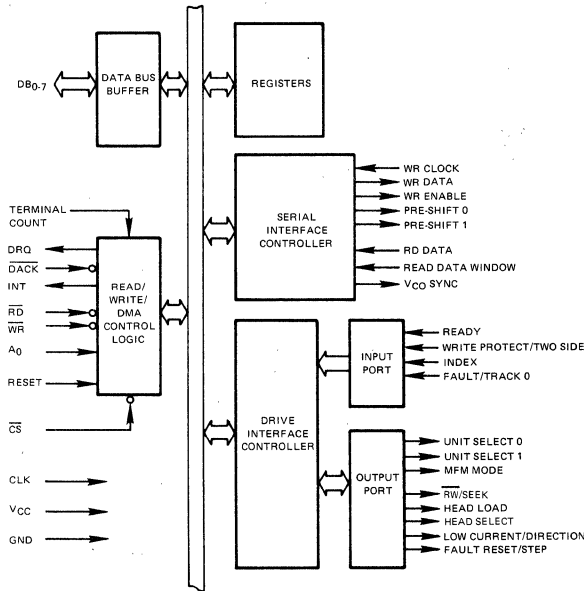 DB0-7
DATA BUS
BUFFER
REGISTERS
SERIAL
INTERFACE
CONTROLLER
WR CLOCK
WR DATA
WR ENABLE
PRE-SHIFT 0
PRE-SHIFT 1
RD DATA
READ DATA WINDOW
VCO SYNC
TERMINAL
COUNT
DRQ
DACK
INT
RD
WR
A0
RESET
CS
READ/
WRITE/
DMA
CONTROL
LOGIC
CLK
VCC
GND
DRIVE
INTERFACE
CONTROLLER
INPUT
PORT
READY
WRITE PROTECT/TWO SIDE
INDEX
FAULT/TRACK 0
OUTPUT
PORT
UNIT SELECT 0
UNIT SELECT 1
MFM MODE
RW/SEEK
HEAD LOAD
HEAD SELECT
LOW CURRENT/DIRECTION
FAULT RESET/STEP